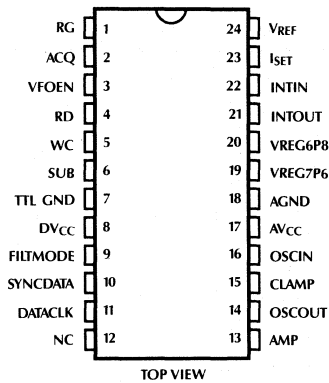 RG 1 24 VREF
ACQ 2 23 ISET
VFOEN 3 22 INTIN
RD 4 21 INTOUT
WC 5 20 VREG6P8
SUB 6 19 VREG7P6
TTL GND 7 18 AGND
DVCC 8 17 AVCC
FILTMODE 9 16 OSCIN
SYNCDATA 10 15 CLAMP
DATACLK 11 14 OSCOUT
NC 12 13 AMP
TOP VIEW